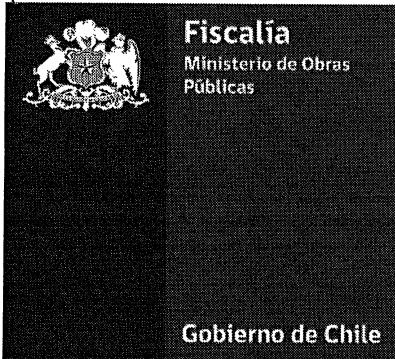 Fiscalía
Ministerio de Obras
Públicas
Gobierno de Chile